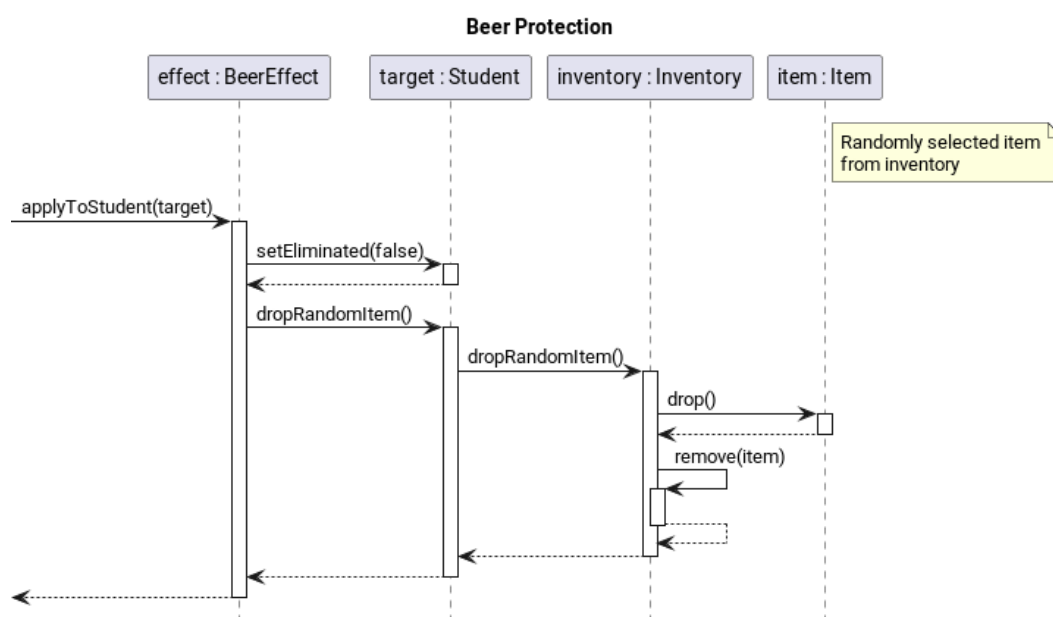 Beer Protection
effect : BeerEffect
target : Student
inventory : Inventory
item : Item
Randomly selected item
from inventory
applyToStudent(target)
setEliminated(false)
dropRandomItem()
dropRandomItem()
drop()
remove(item)